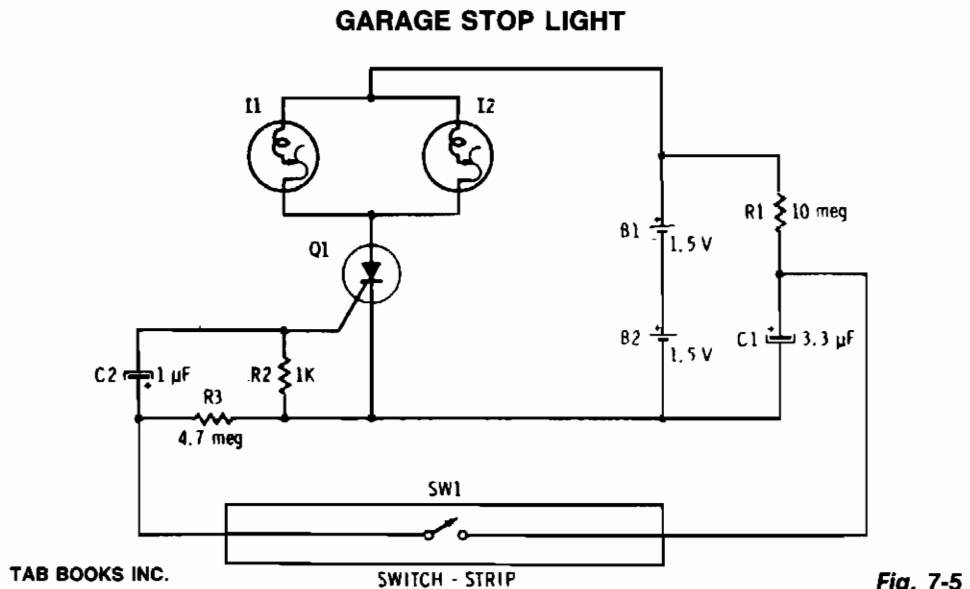 GARAGE STOP LIGHT
I1
I2
R1
10 meg
B1
1.5 V
Q1
B2
1.5 V
C1
3.3 µF
C2
1 µF
R2
1K
R3
4.7 meg
SW1
TAB BOOKS INC.
SWITCH - STRIP
Fig. 7-5